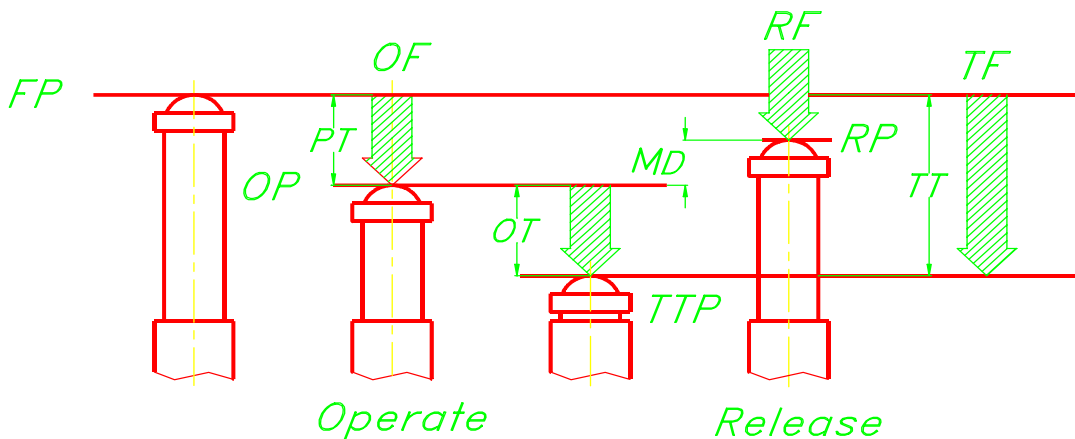 RF
OF
TF
FP
PT
RP
MD
OP
TT
OT
TTP
Operate
Release